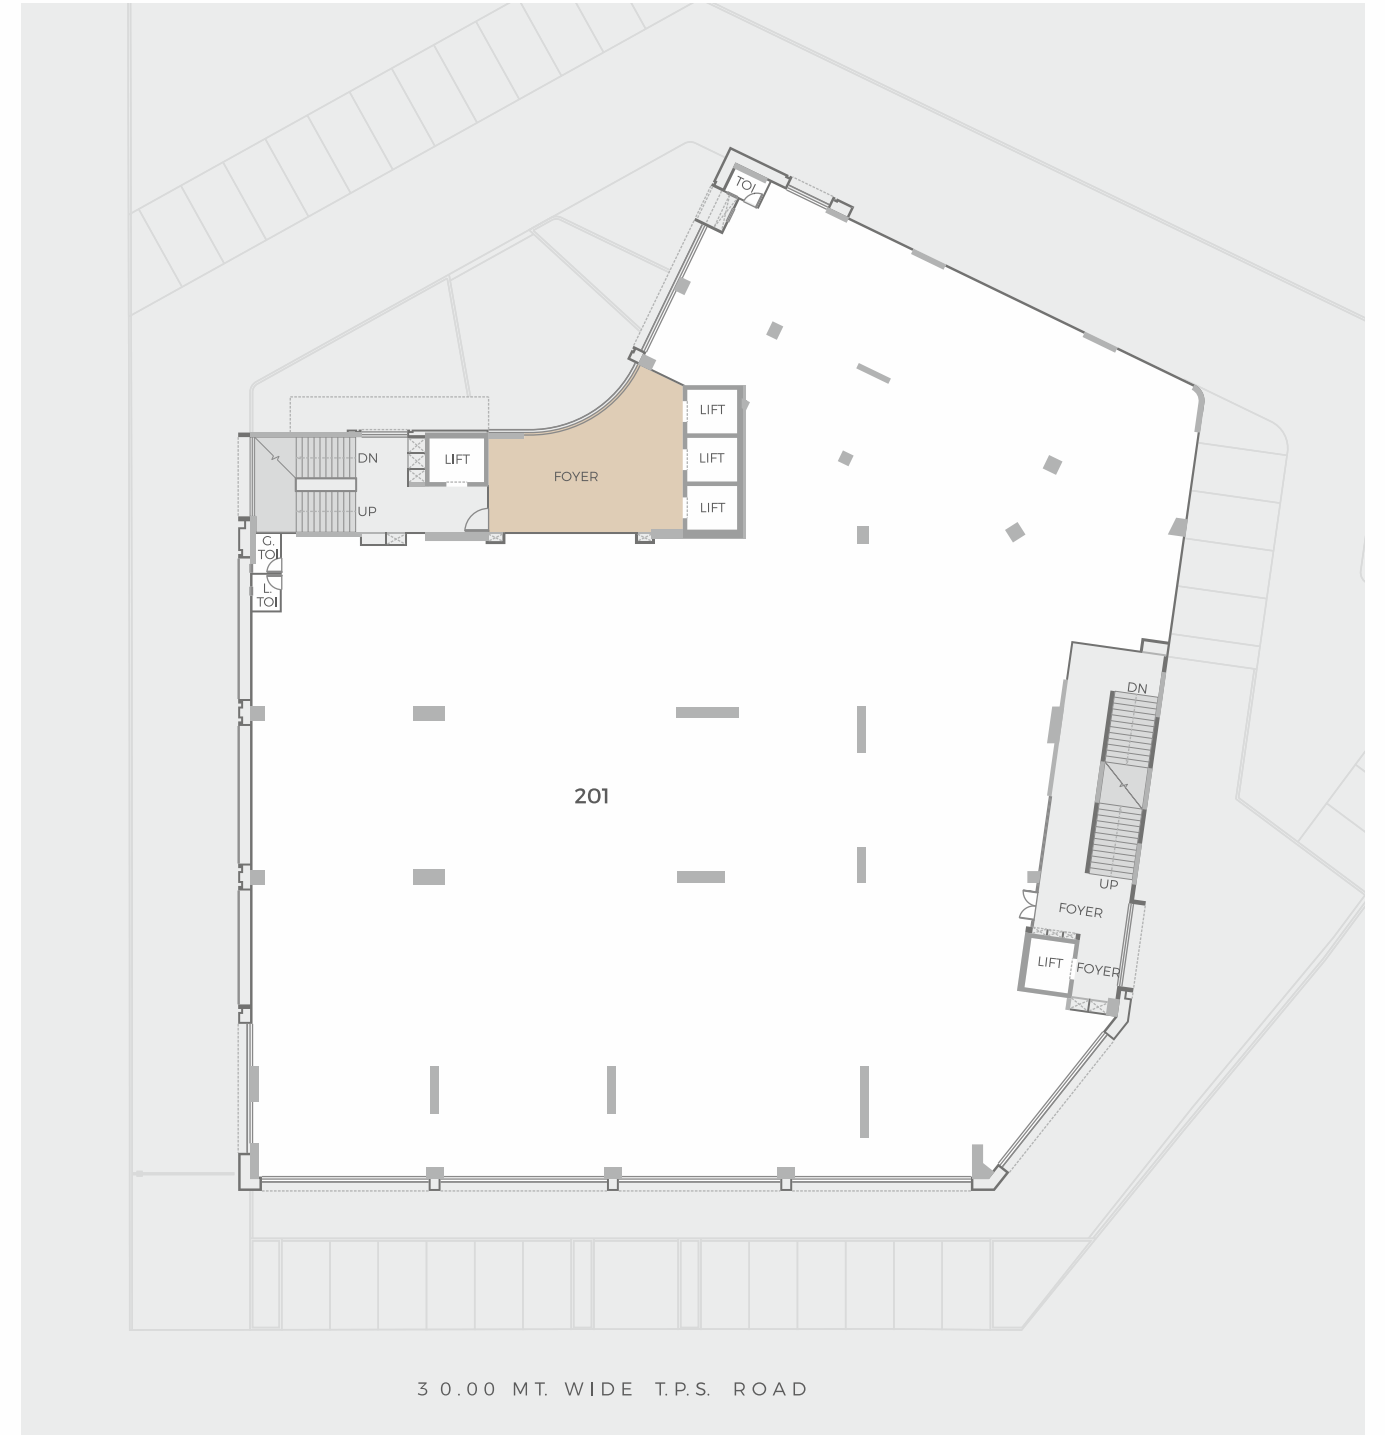 TOI
LIFT
DN
LIFT
LIFT
FOYER
UP
LIFT
G.
TOI
L.
TOI
DN
201
UP
FOYER
LIFT
FOYER
30.00 MT. WIDE T.P.S. ROAD